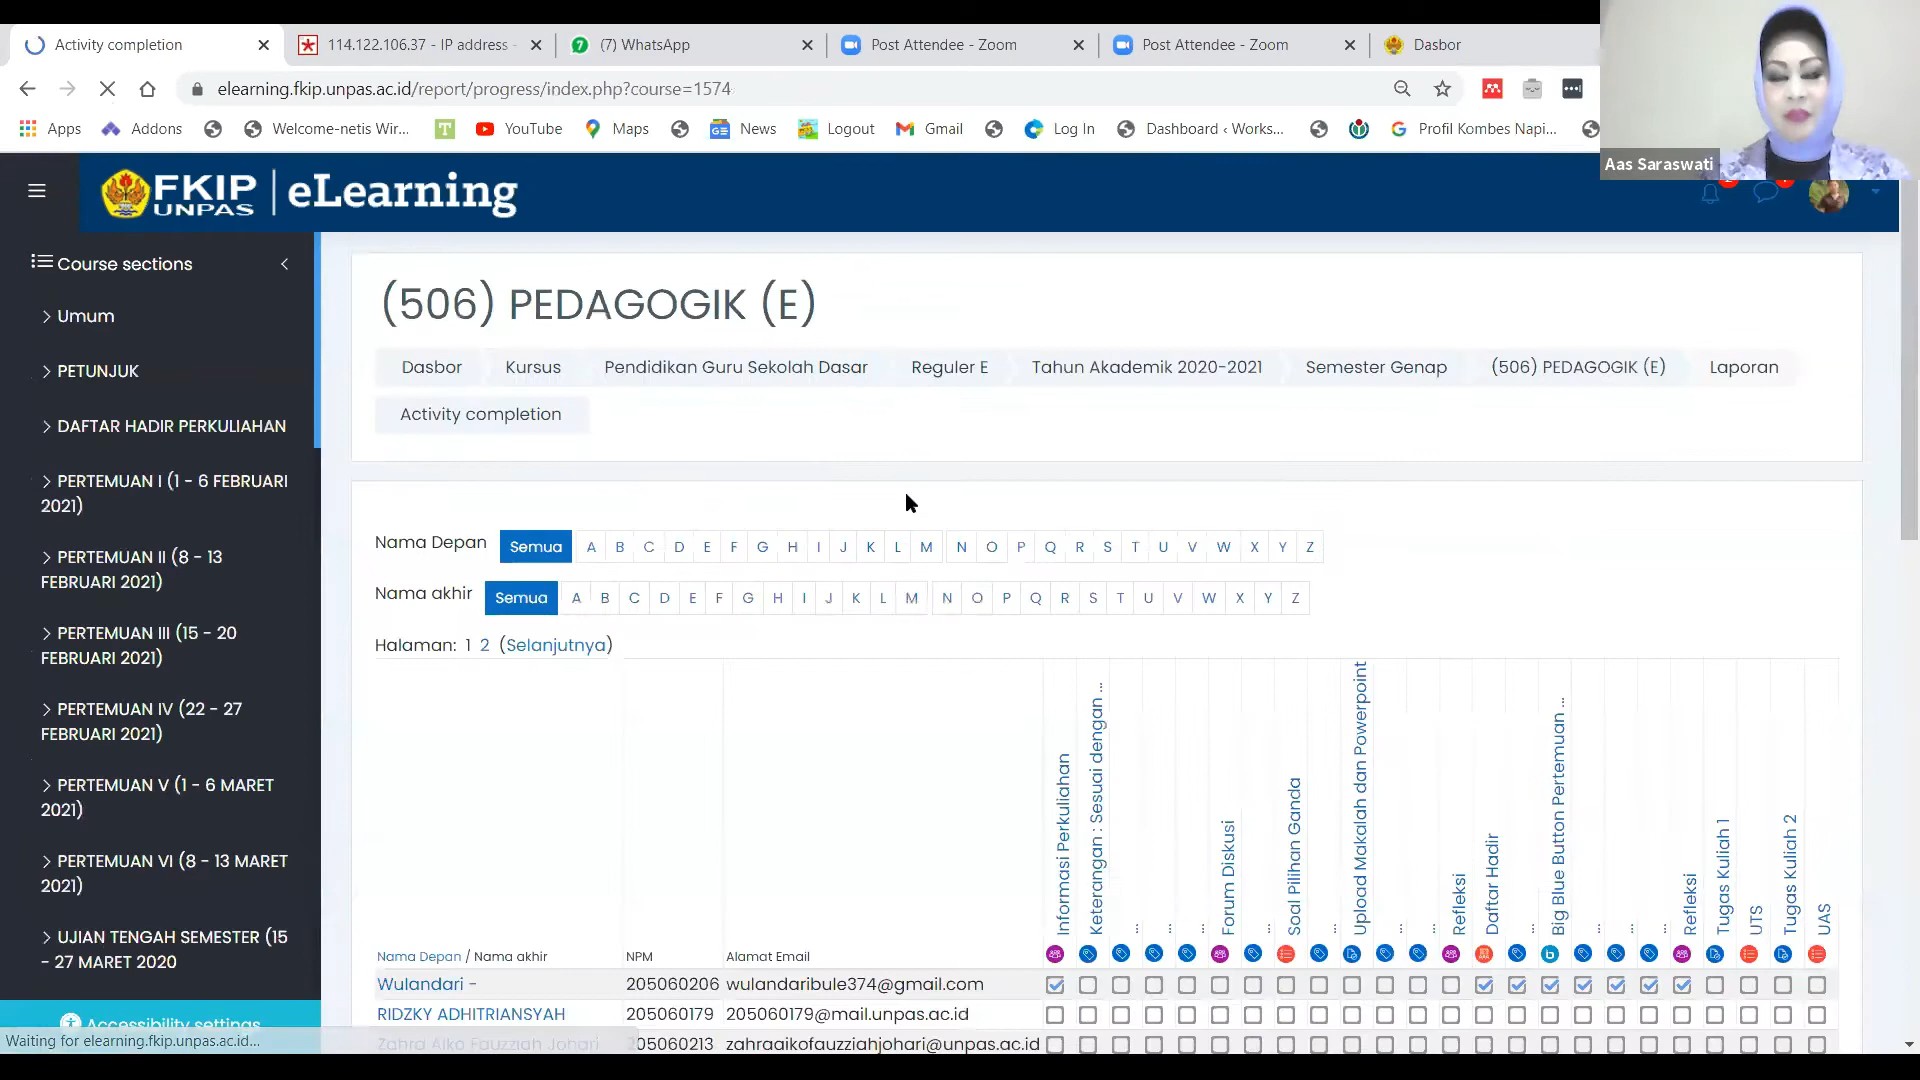 Activity completion
114.122.106.37 - IP address
(7) WhatsApp
Post Attendee - Zoom
Post Attendee - Zoom
Dasbor
elearning.fkip.unpas.ac.id/report/progress/index.php?course=1574
Apps
Addons
Welcome-netis Wir...
YouTube
Maps
News
Logout
Gmail
Log In
Dashboard ‹ Works...
Profil Kombes Napi...
Aas Saraswati
FKIP UNPAS | eLearning
Course sections
Umum
PETUNJUK
DAFTAR HADIR PERKULIAHAN
PERTEMUAN I (1 - 6 FEBRUARI
2021)
PERTEMUAN II (8 - 13
FEBRUARI 2021)
PERTEMUAN III (15 - 20
FEBRUARI 2021)
PERTEMUAN IV (22 - 27
FEBRUARI 2021)
PERTEMUAN V (1 - 6 MARET
2021)
PERTEMUAN VI (8 - 13 MARET
2021)
UJIAN TENGAH SEMESTER (15
- 27 MARET 2020
Accessibility settings
Waiting for elearning.fkip.unpas.ac.id...
(506) PEDAGOGIK (E)
Dasbor Kursus Pendidikan Guru Sekolah Dasar Reguler E Tahun Akademik 2020-2021 Semester Genap (506) PEDAGOGIK (E) Laporan
Activity completion
Nama Depan Semua A B C D E F G H I J K L M N O P Q R S T U V W X Y Z
Nama akhir Semua A B C D E F G H I J K L M N O P Q R S T U V W X Y Z
Halaman: 1 2 (Selanjutnya)
Informasi Perkuliahan
Keterangan : Sesuai dengan ...
...
...
...
Forum Diskusi
...
Soal Pilihan Ganda
...
Upload Makalah dan Powerpoint
...
...
Refleksi
Daftar Hadir
...
Big Blue Button Pertemuan ...
...
...
...
Refleksi
Tugas Kuliah 1
UTS
Tugas Kuliah 2
UAS
Nama Depan / Nama akhir NPM Alamat Email
Wulandari - 205060206 wulandaribule374@gmail.com
RIDZKY ADHITRIANSYAH 205060179 205060179@mail.unpas.ac.id
Zahra Aiko Fauzziah Johari 205060213 zahraaikofauzziahjohari@unpas.ac.id